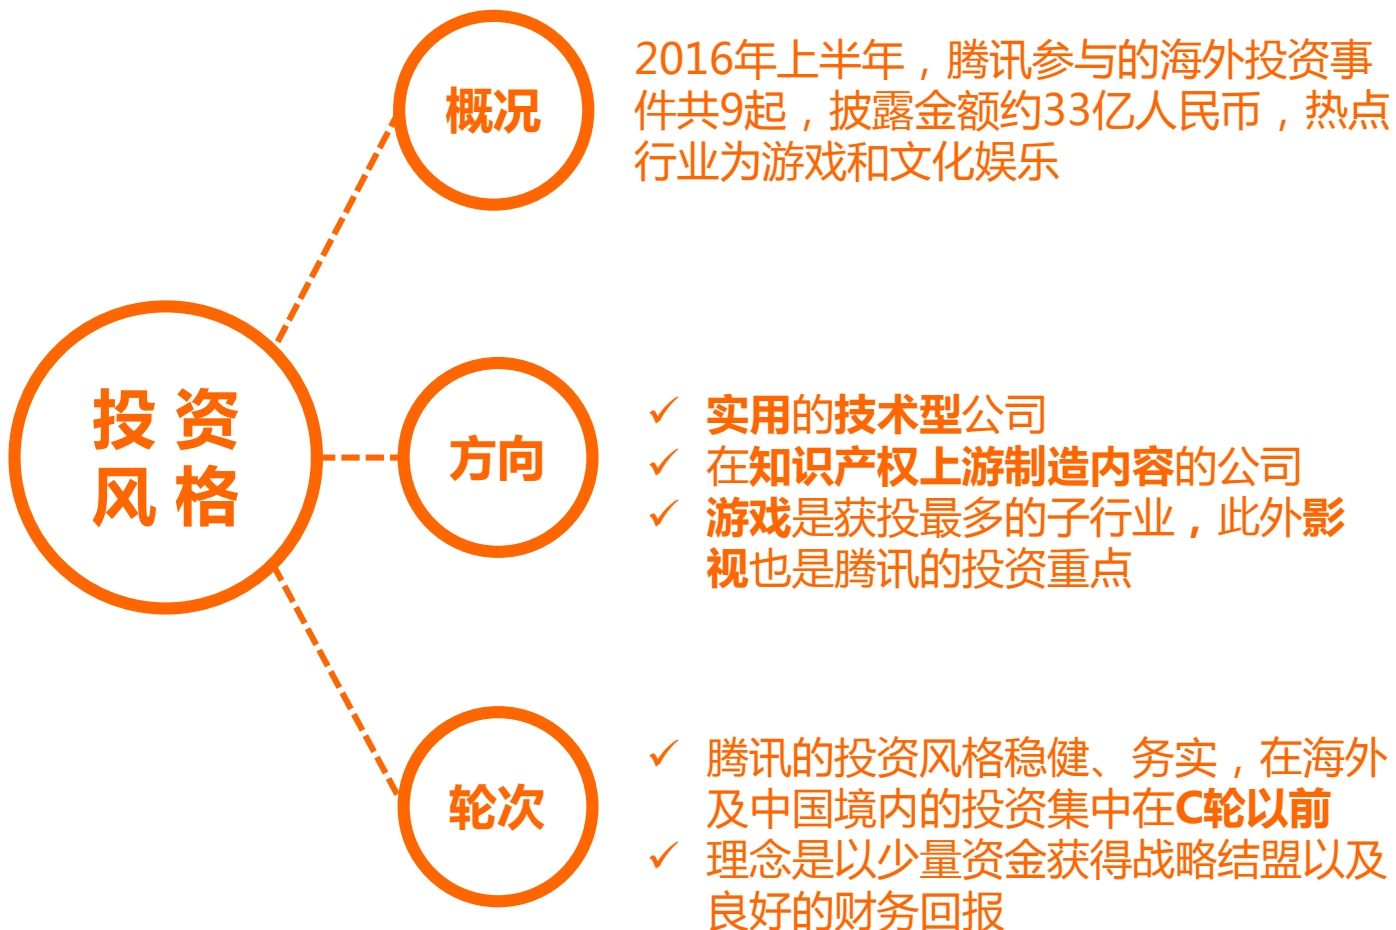 概况
2016年上半年，腾讯参与的海外投资事
件共9起，披露金额约33亿人民币，热点
行业为游戏和文化娱乐
投 资
风 格
方向
✓ 实用的技术型公司
✓ 在知识产权上游制造内容的公司
✓ 游戏是获投最多的子行业，此外影
视也是腾讯的投资重点
轮次
✓ 腾讯的投资风格稳健、务实，在海外
及中国境内的投资集中在C轮以前
✓ 理念是以少量资金获得战略结盟以及
良好的财务回报